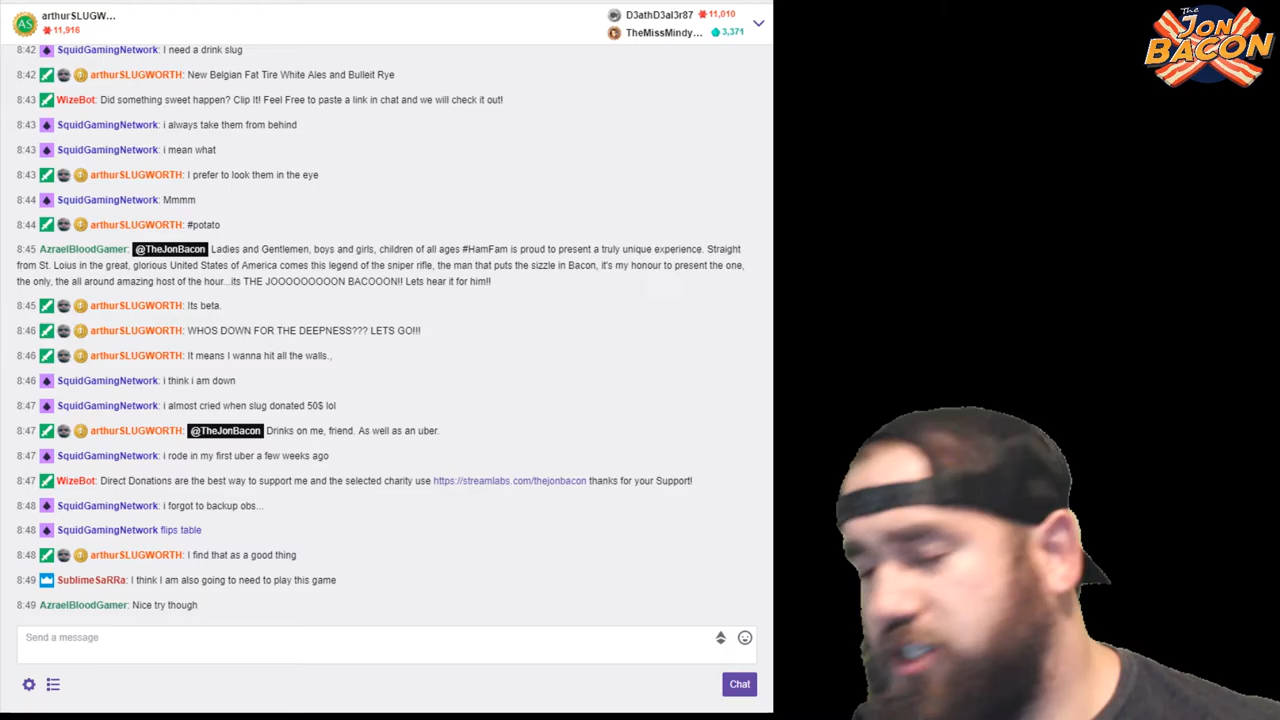 arthurSLUGW...
11,916
D3athD3al3r87 11,010
TheMissMindy... 3,371
The
JON
BACON
8:42 SquidGamingNetwork: I need a drink slug
8:42 arthurSLUGWORTH: New Belgian Fat Tire White Ales and Bulleit Rye
8:43 WizeBot: Did something sweet happen? Clip It! Feel Free to paste a link in chat and we will check it out!
8:43 SquidGamingNetwork: i always take them from behind
8:43 SquidGamingNetwork: i mean what
8:43 arthurSLUGWORTH: I prefer to look them in the eye
8:44 SquidGamingNetwork: Mmmm
8:44 arthurSLUGWORTH: #potato
8:45 AzraelBloodGamer: @TheJonBacon Ladies and Gentlemen, boys and girls, children of all ages #HamFam is proud to present a truly unique experience. Straight
from St. Loius in the great, glorious United States of America comes this legend of the sniper rifle, the man that puts the sizzle in Bacon, it's my honour to present the one,
the only, the all around amazing host of the hour...its THE JOOOOOOOOON BACOOON!! Lets hear it for him!!
8:45 arthurSLUGWORTH: Its beta.
8:46 arthurSLUGWORTH: WHOS DOWN FOR THE DEEPNESS??? LETS GO!!!
8:46 arthurSLUGWORTH: It means I wanna hit all the walls.,
8:46 SquidGamingNetwork: i think i am down
8:47 SquidGamingNetwork: i almost cried when slug donated 50$ lol
8:47 arthurSLUGWORTH: @TheJonBacon Drinks on me, friend. As well as an uber.
8:47 SquidGamingNetwork: i rode in my first uber a few weeks ago
8:47 WizeBot: Direct Donations are the best way to support me and the selected charity use https://streamlabs.com/thejonbacon thanks for your Support!
8:48 SquidGamingNetwork: i forgot to backup obs...
8:48 SquidGamingNetwork flips table
8:48 arthurSLUGWORTH: I find that as a good thing
8:49 SublimeSaRRa: I think I am also going to need to play this game
8:49 AzraelBloodGamer: Nice try though
Send a message
Chat